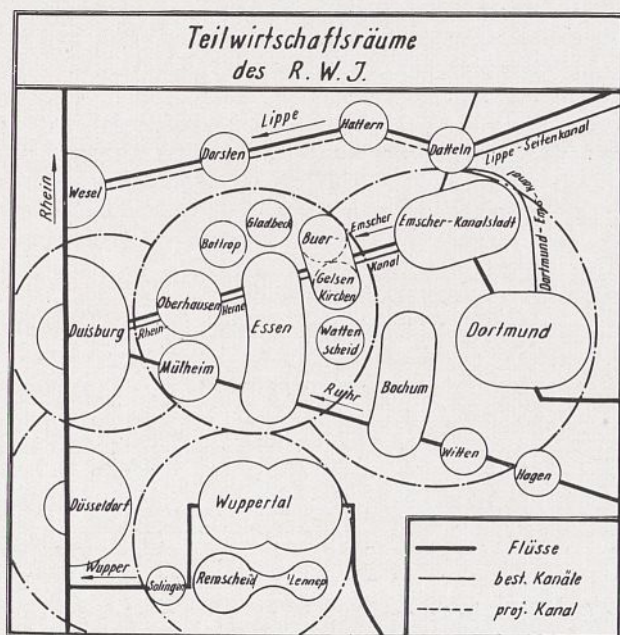 Teilwirtschaftsräume
des R. W. J.
Lippe
Haltern
Dorsten
Datteln
Lippe-Seitenkanal
Wesel
Rhein
Gladbeck
Bottrop
Buer-
Emscher
Emscher-Kanalstadt
Dortmund-Ems-
kanal
Gelsen
Kirchen
Kanal
Oberhausen
Rhein-
Herne
Essen
Duisburg
Watten
scheid
Dortmund
Mülheim
Ruhr
Bochum
Witten
Hagen
Düsseldorf
Wuppertal
Wupper
Solingen
Remscheid
Lennep
Flüsse
best. Kanäle
proj. Kanal